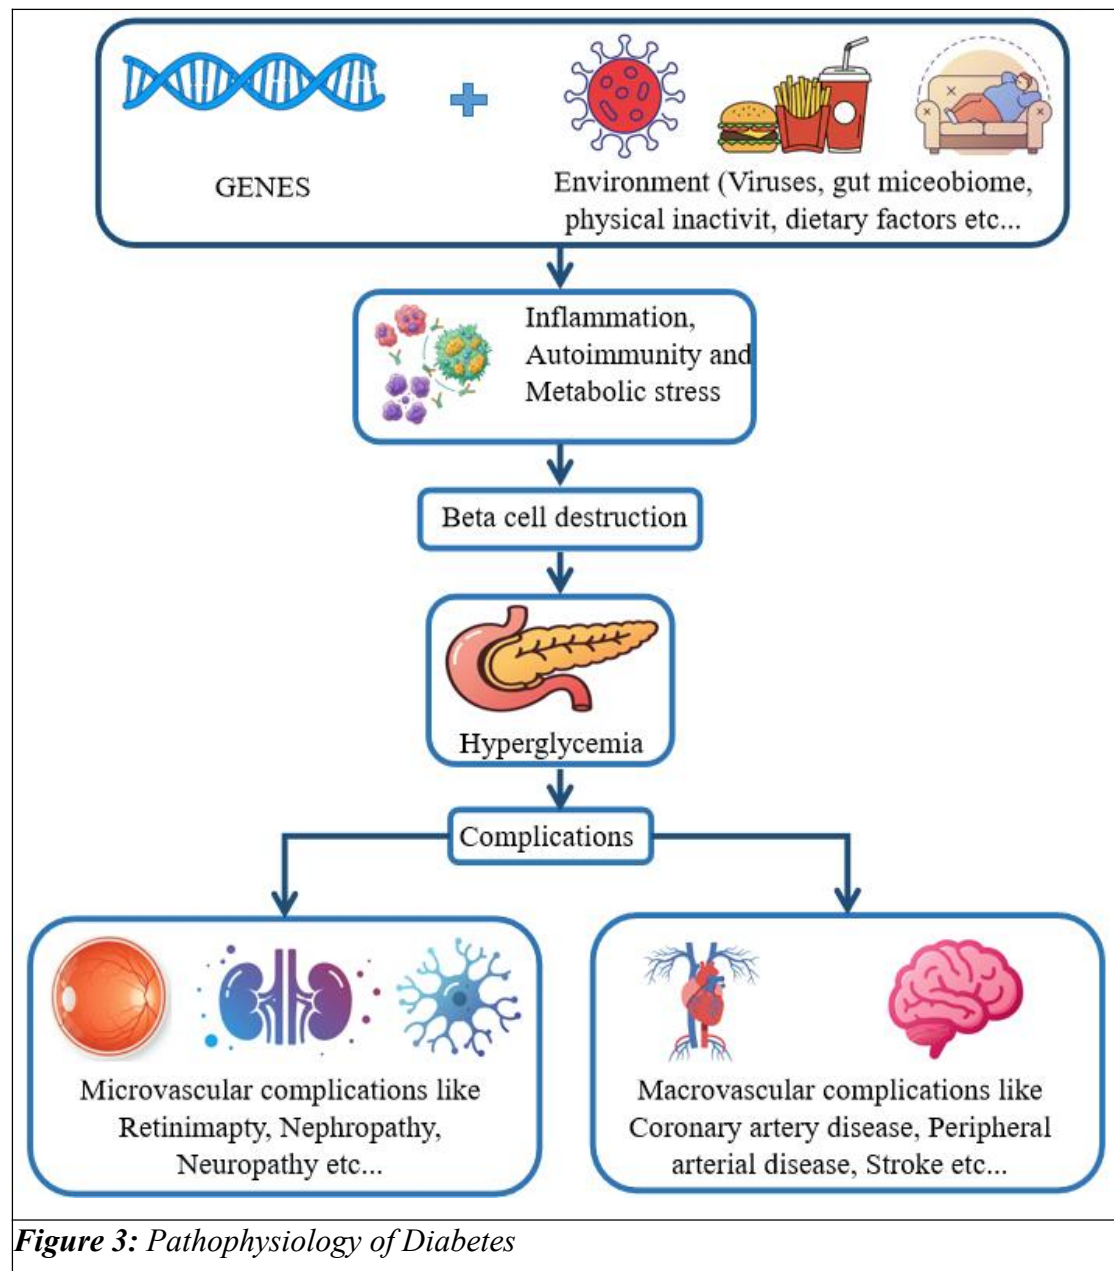 GENES
Environment (Viruses, gut miceobiome,
physical inactivit, dietary factors etc...
Inflammation,
Autoimmunity and
Metabolic stress
Beta cell destruction
Hyperglycemia
Complications
Microvascular complications like
Retinimapty, Nephropathy,
Neuropathy etc...
Macrovascular complications like
Coronary artery disease, Peripheral
arterial disease, Stroke etc...
Figure 3: Pathophysiology of Diabetes